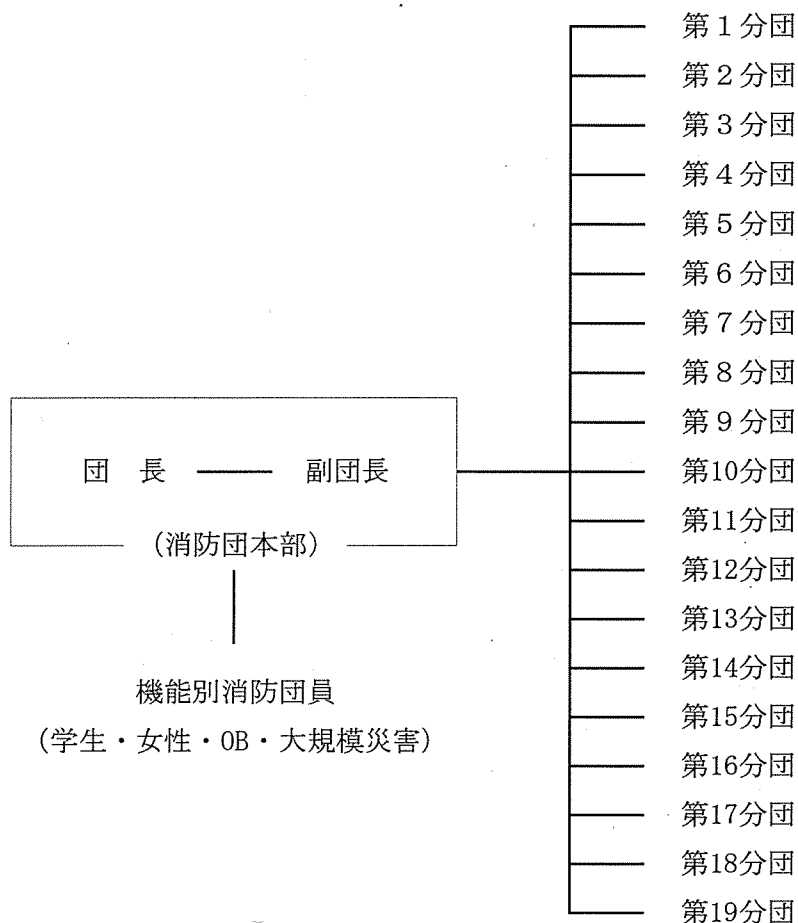 第１分団
第２分団
第３分団
第４分団
第５分団
第６分団
第７分団
第８分団
第９分団
団　長　副団長
第10分団
第11分団
(消防団本部)
第12分団
第13分団
機能別消防団員
第14分団
(学生・女性・OB・大規模災害)
第15分団
第16分団
第17分団
第18分団
第19分団